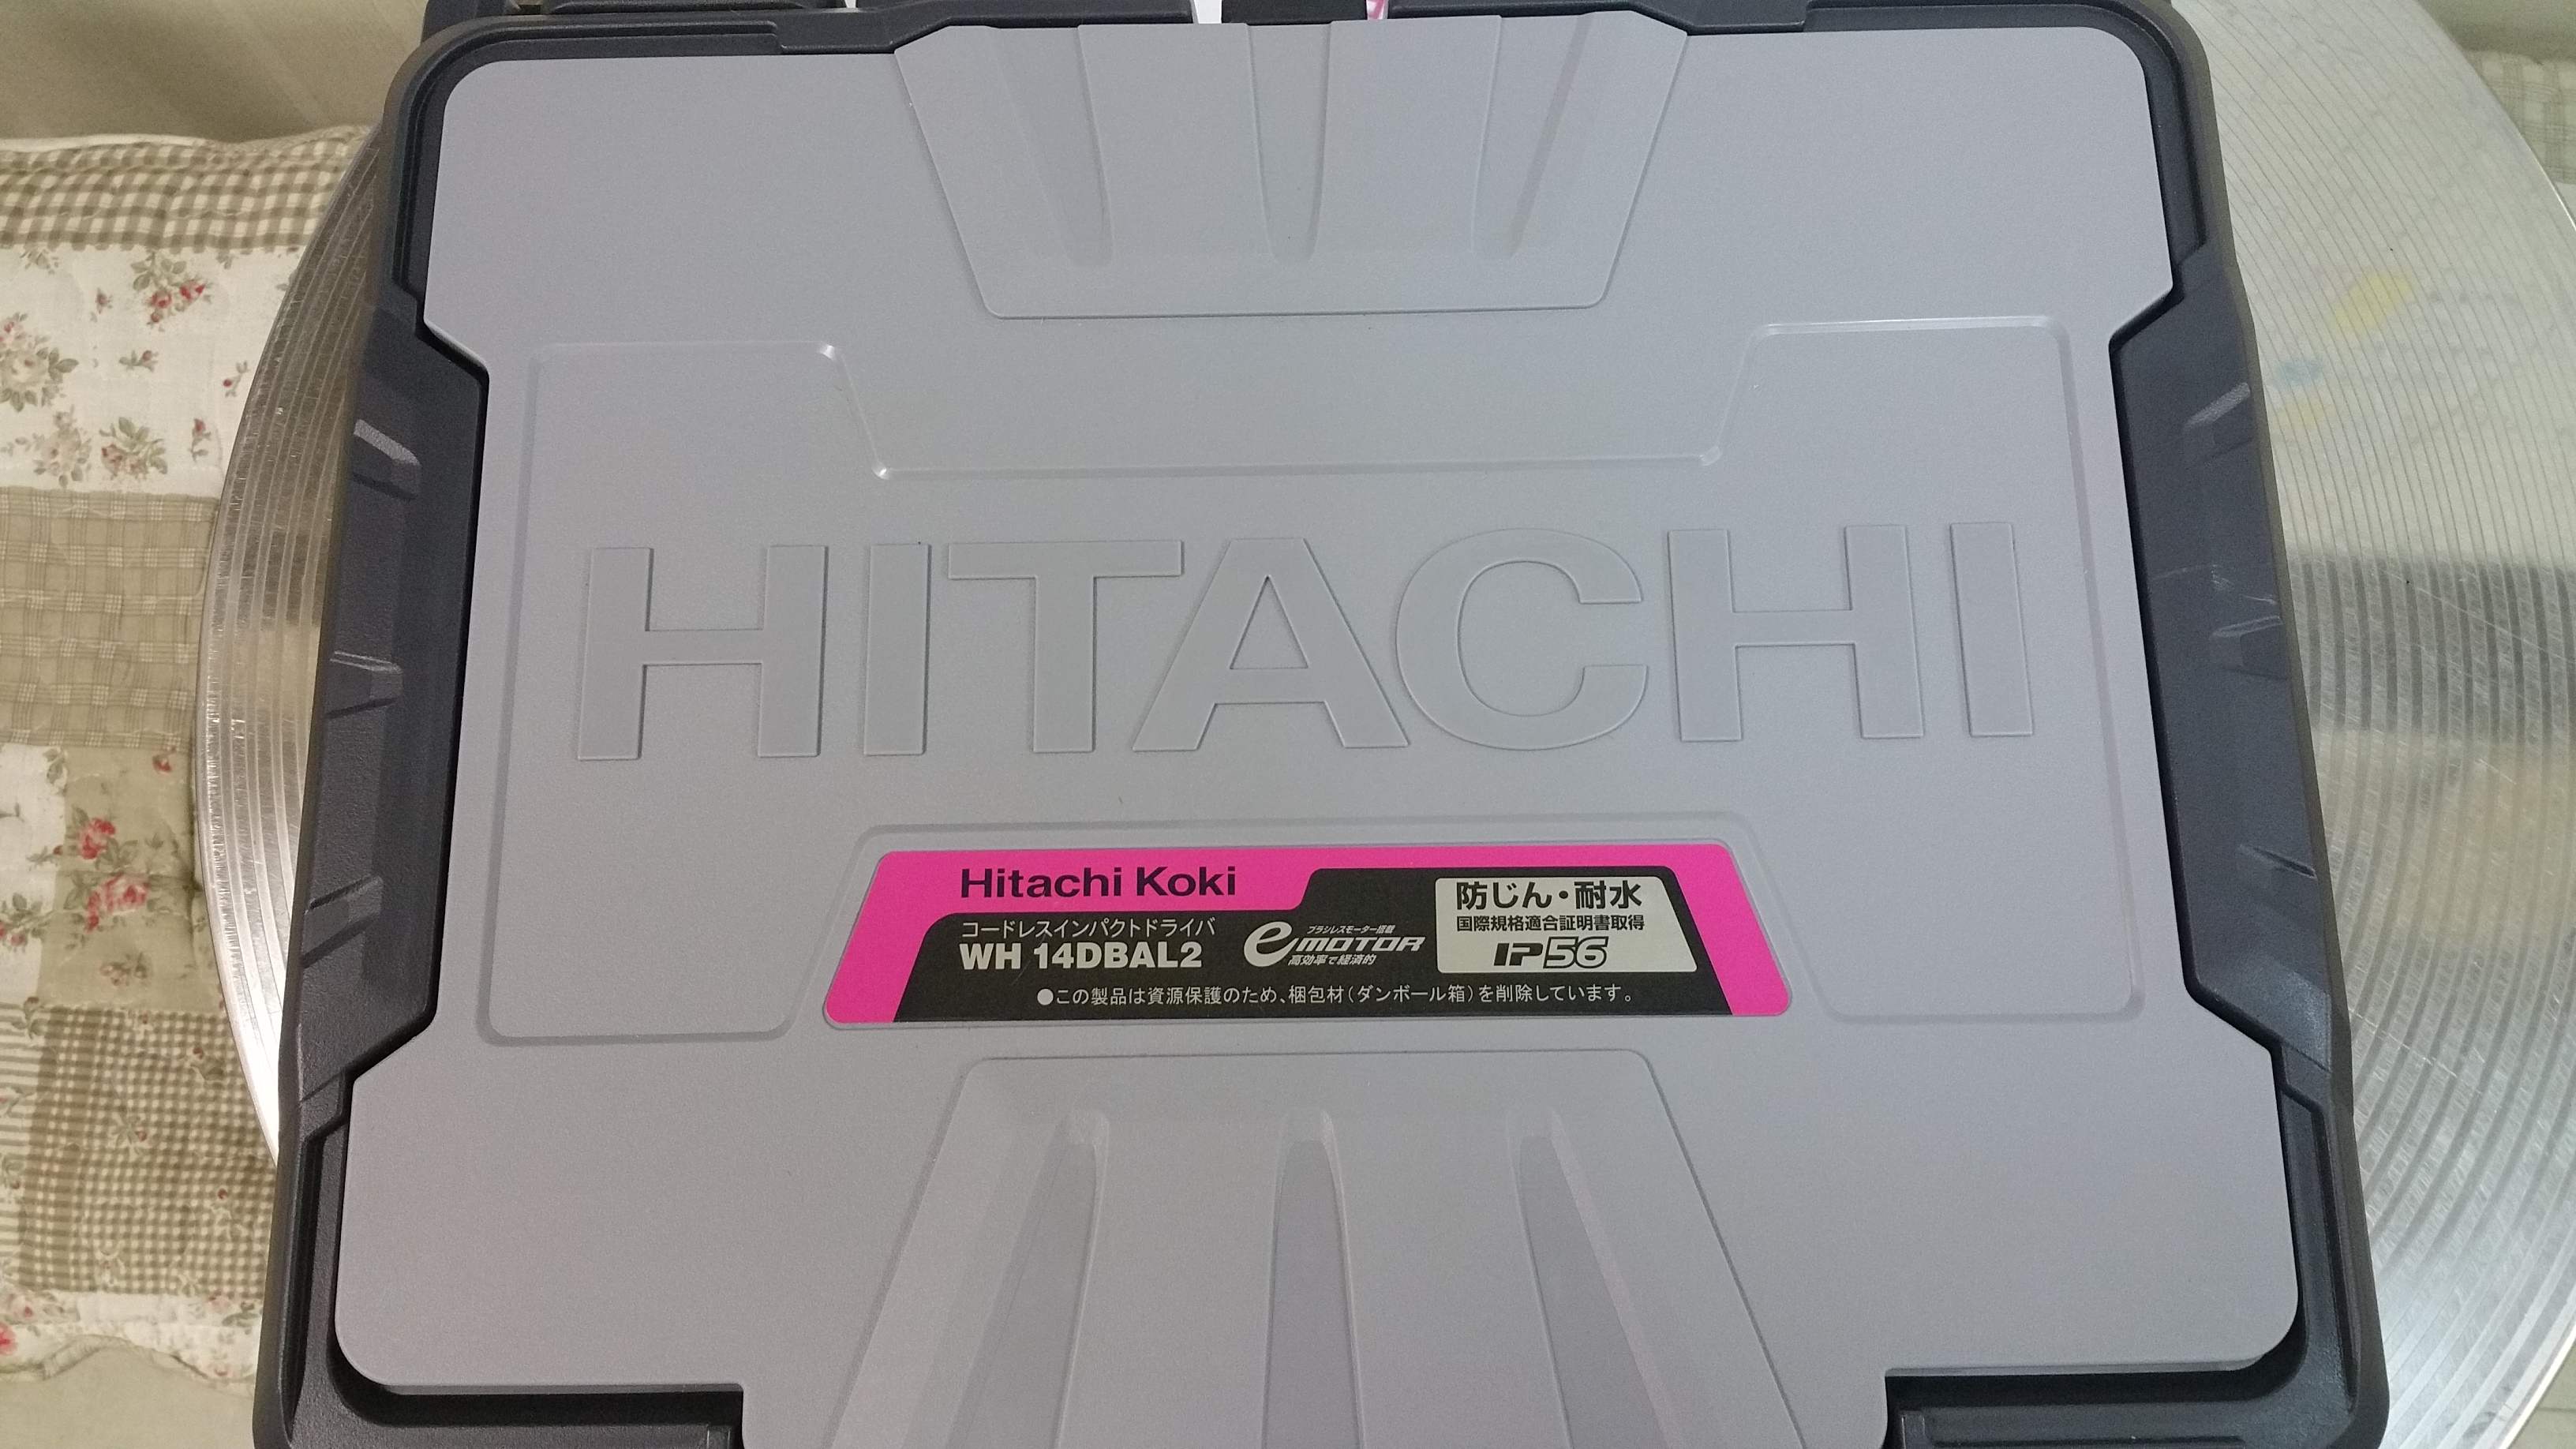 HITACHI
Hitachi Koki
コードレスインパクトドライバ
WH 14DBAL2
ブラシレスモーター搭載
e MOTOR
高効率で経済的
防じん・耐水
国際規格適合証明書取得
IP56
●この製品は資源保護のため、梱包材(ダンボール箱)を削除しています。